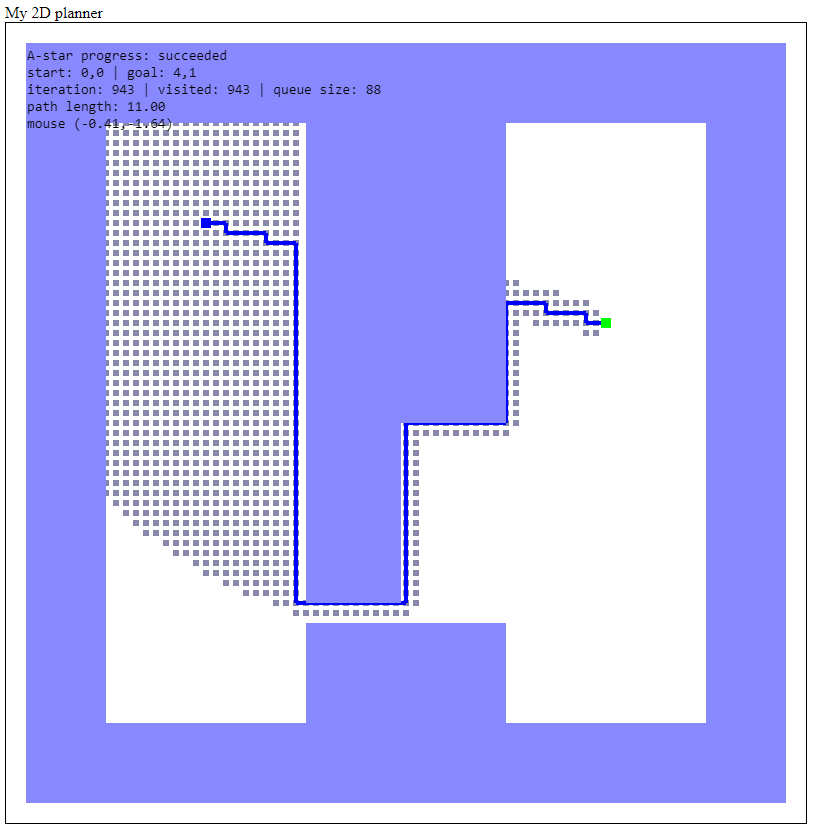 My 2D planner
A-star progress: succeeded
start: 0,0 | goal: 4,1
iteration: 943 | visited: 943 | queue size: 88
path length: 11.00
mouse (-0.41,-1.64)